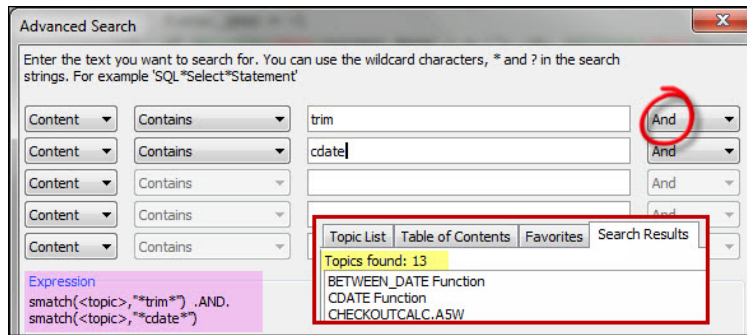 Advanced Search
Enter the text you want to search for. You can use the wildcard characters, * and ? in the search
strings. For example 'SQL*Select*Statement'
Content Contains trim And
Content Contains cdate And
Content Contains And
Content Contains And
Content Contains And
Topic List Table of Contents Favorites Search Results
Topics found: 13
BETWEEN_DATE Function
CDATE Function
CHECKOUTCALC.A5W
Expression
smatch(<topic>,"*trim*") .AND.
smatch(<topic>,"*cdate*")